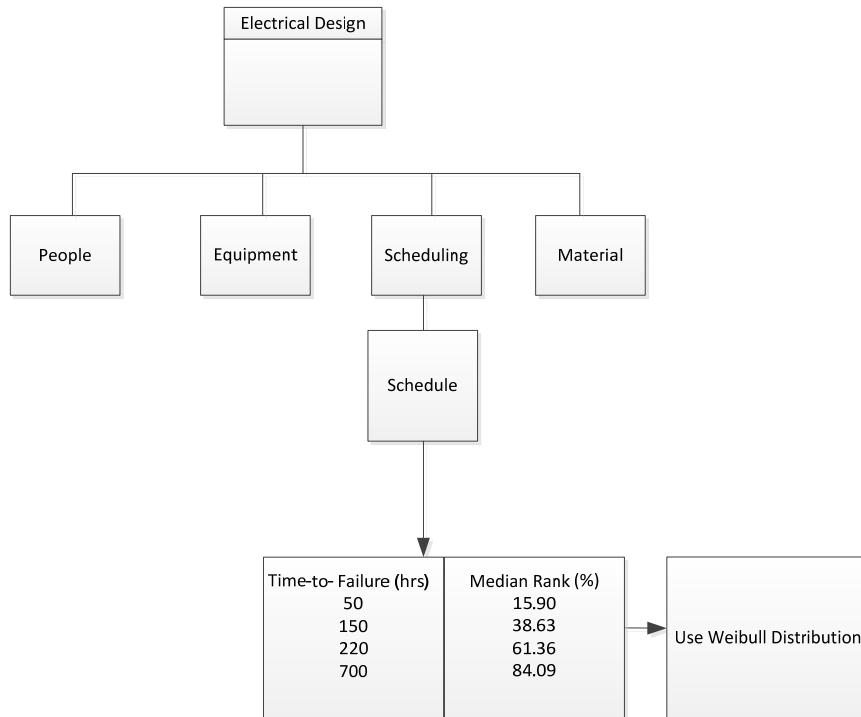 Electrical Design
People
Equipment
Scheduling
Material
Schedule
Time-to- Failure (hrs) Median Rank (%)
50 15.90
150 38.63
220 61.36
700 84.09
Use Weibull Distribution